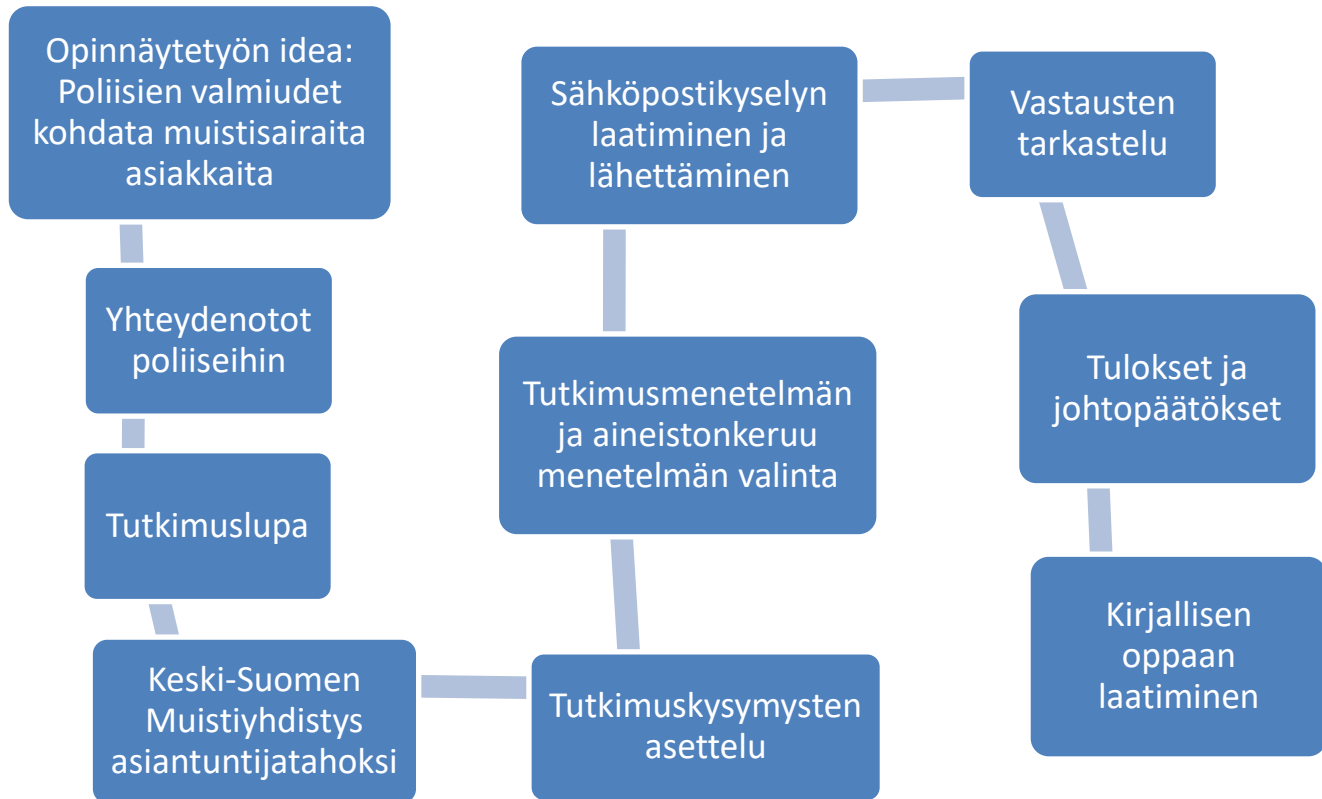 Opinnäytetyön idea:
Poliisien valmiudet
kohdata muistisairaita
asiakkaita
Yhteydenotot
poliiseihin
Tutkimuslupa
Keski-Suomen
Muistiyhdistys
asiantuntijatahoksi
Tutkimuskysymysten
asettelu
Tutkimusmenetelmän
ja aineistonkeruu
menetelmän valinta
Sähköpostikyselyn
laatiminen ja
lähettäminen
Vastausten
tarkastelu
Tulokset ja
johtopäätökset
Kirjallisen
oppaan
laatiminen